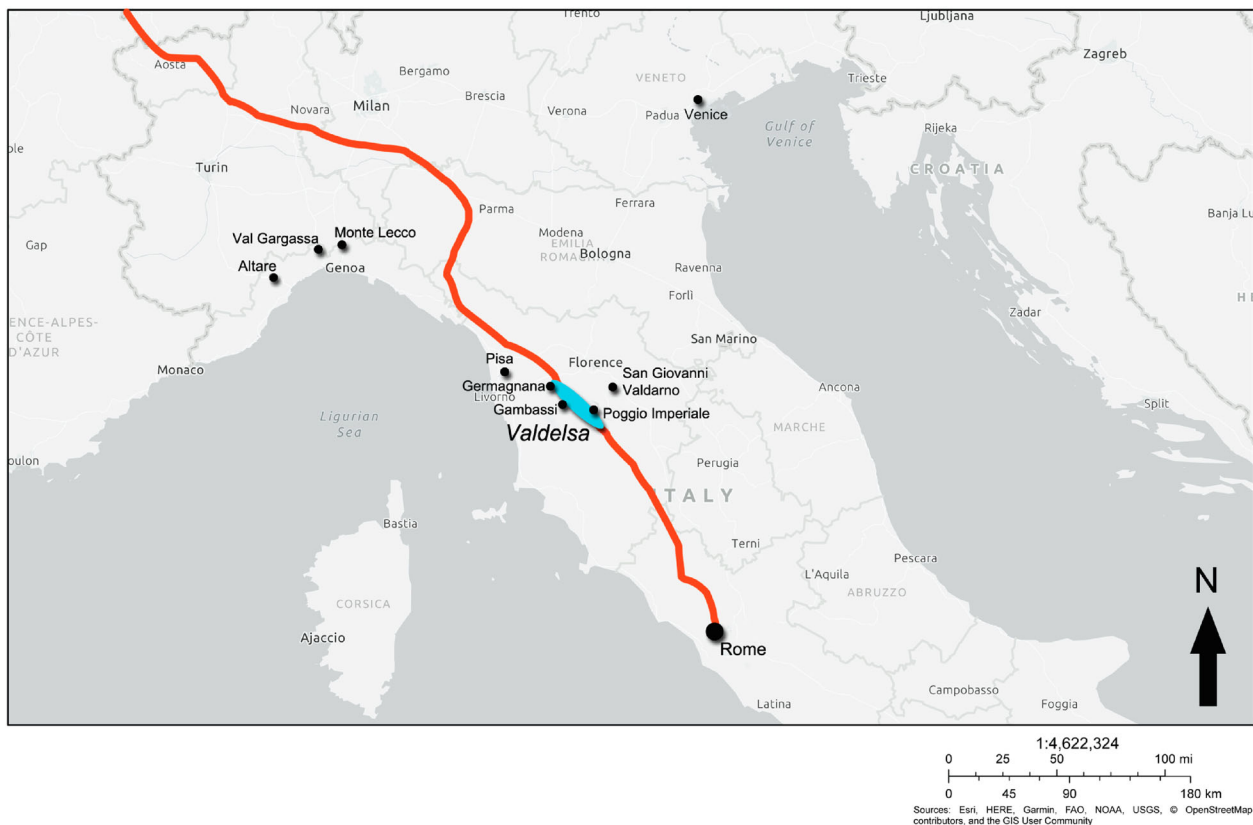 Trento
Ljubljana
Zagreb
Aosta
Bergamo
VENETO
Trieste
Novara
Milan
Brescia
Verona
Padua
Venice
Gulf of
Venice
Rijeka
ole
Turin
CROATIA
Parma
Ferrara
Banja Lu
Gap
Val Gargassa
Monte Lecco
Modena
EMILIA
ROMAGNA
Bologna
Altare
Genoa
Ravenna
Forlì
H
ENCE-ALPES-
CÔTE
D'AZUR
Zadar
San Marino
Monaco
Pisa
Florence
San Giovanni
Valdarno
Germagnana
Livorno
Ancona
Gambassi
Poggio Imperiale
Split
Ligurian
Sea
Valdelsa
MARCHE
oulon
Perugia
ITALY
Bastia
Terni
Pescara
L'Aquila
CORSICA
ABRUZZO
N
Ajaccio
Rome
Latina
Campobasso
Foggia
1:4,622,324
0 25 50 100 mi
0 45 90 180 km
Sources: Esri, HERE, Garmin, FAO, NOAA, USGS, © OpenStreetMap
contributors, and the GIS User Community